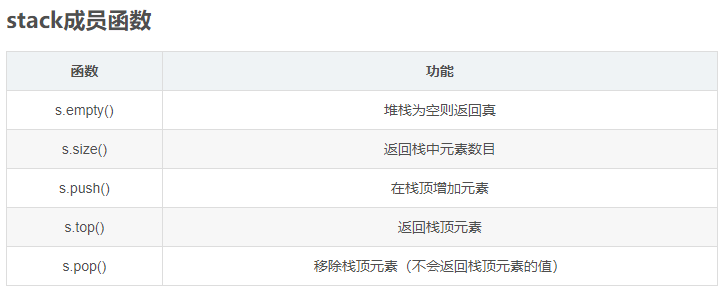 stack成员函数
函数 功能
s.empty() 堆栈为空则返回真
s.size() 返回栈中元素数目
s.push() 在栈顶增加元素
s.top() 返回栈顶元素
s.pop() 移除栈顶元素（不会返回栈顶元素的值）